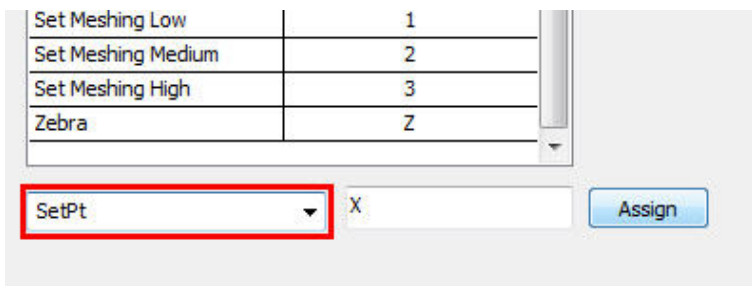 Set Meshing Low 1
Set Meshing Medium 2
Set Meshing High 3
Zebra Z
SetPt X Assign